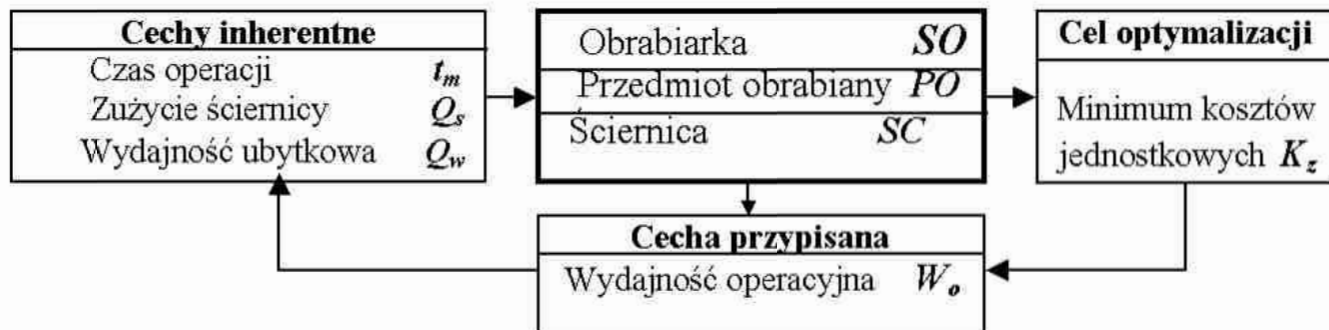 Cechy inherentne
Czas operacji t_m
Zużycie ściernicy Q_s
Wydajność ubytkowa Q_w
Obrabiarka SO
Przedmiot obrabiany PO
Ściernica SC
Cel optymalizacji
Minimum kosztów
jednostkowych K_z
Cecha przypisana
Wydajność operacyjna W_o